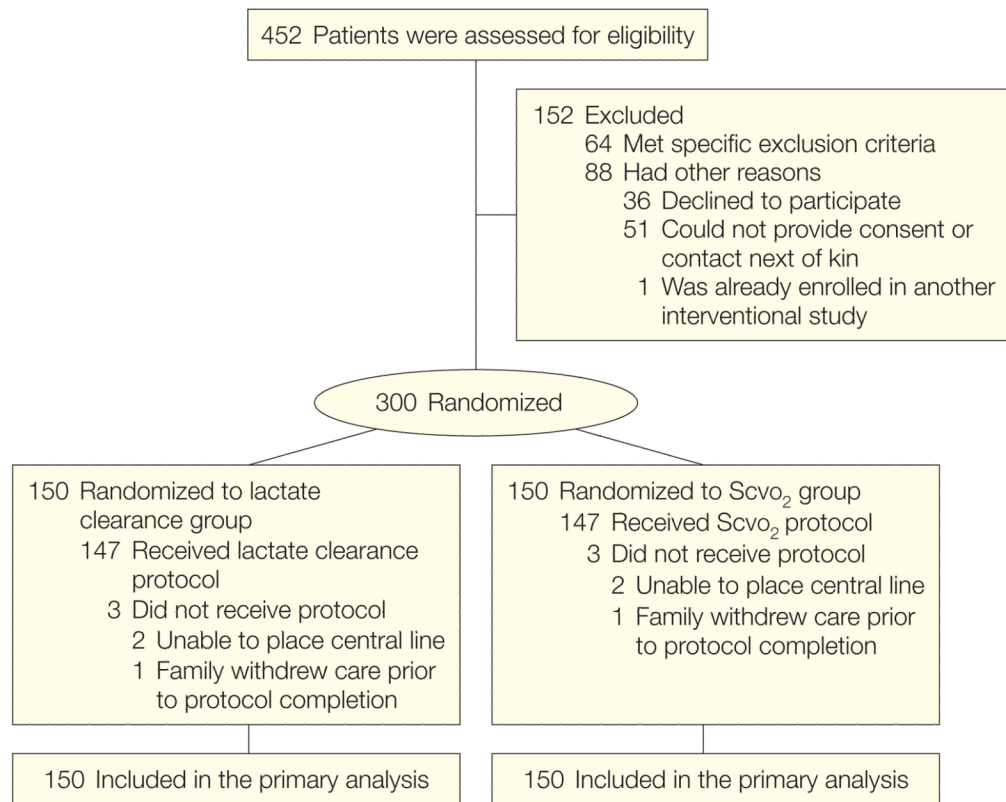 452 Patients were assessed for eligibility
152 Excluded
64 Met specific exclusion criteria
88 Had other reasons
36 Declined to participate
51 Could not provide consent or
contact next of kin
1 Was already enrolled in another
interventional study
300 Randomized
150 Randomized to lactate
clearance group
147 Received lactate clearance
protocol
3 Did not receive protocol
2 Unable to place central line
1 Family withdrew care prior
to protocol completion
150 Randomized to Scvo₂ group
147 Received Scvo₂ protocol
3 Did not receive protocol
2 Unable to place central line
1 Family withdrew care prior
to protocol completion
150 Included in the primary analysis
150 Included in the primary analysis